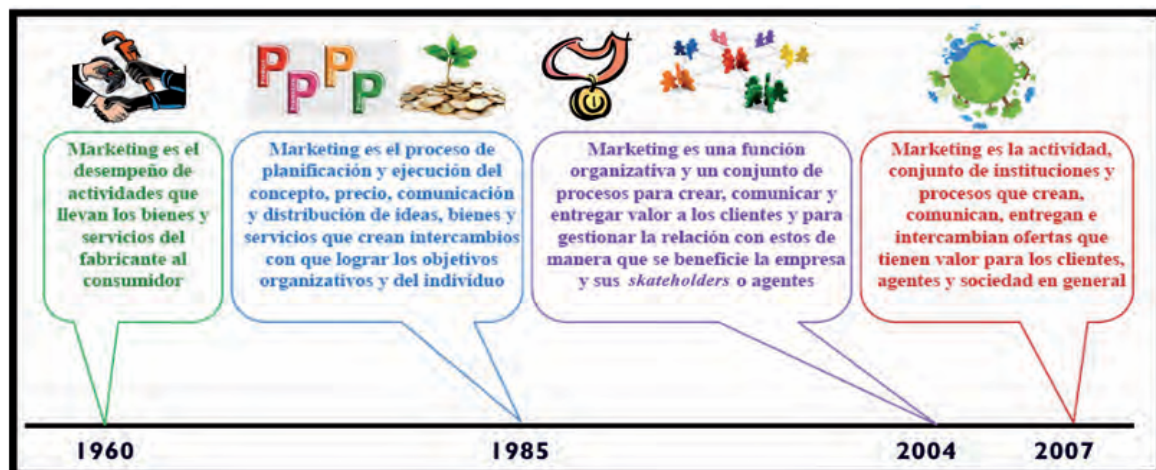 P P P P
Marketing es el
desempeño de
actividades que
llevan los bienes y
servicios del
fabricante al
consumidor
Marketing es el proceso de
planificación y ejecución del
concepto, precio, comunicación
y distribución de ideas, bienes y
servicios que crean intercambios
con que lograr los objetivos
organizativos y del individuo
Marketing es una función
organizativa y un conjunto de
procesos para crear, comunicar y
entregar valor a los clientes y para
gestionar la relación con estos de
manera que se beneficie la empresa
y sus skateholders o agentes
Marketing es la actividad,
conjunto de instituciones y
procesos que crean,
comunican, entregan e
intercambian ofertas que
tienen valor para los clientes,
agentes y sociedad en general
1960
1985
2004
2007